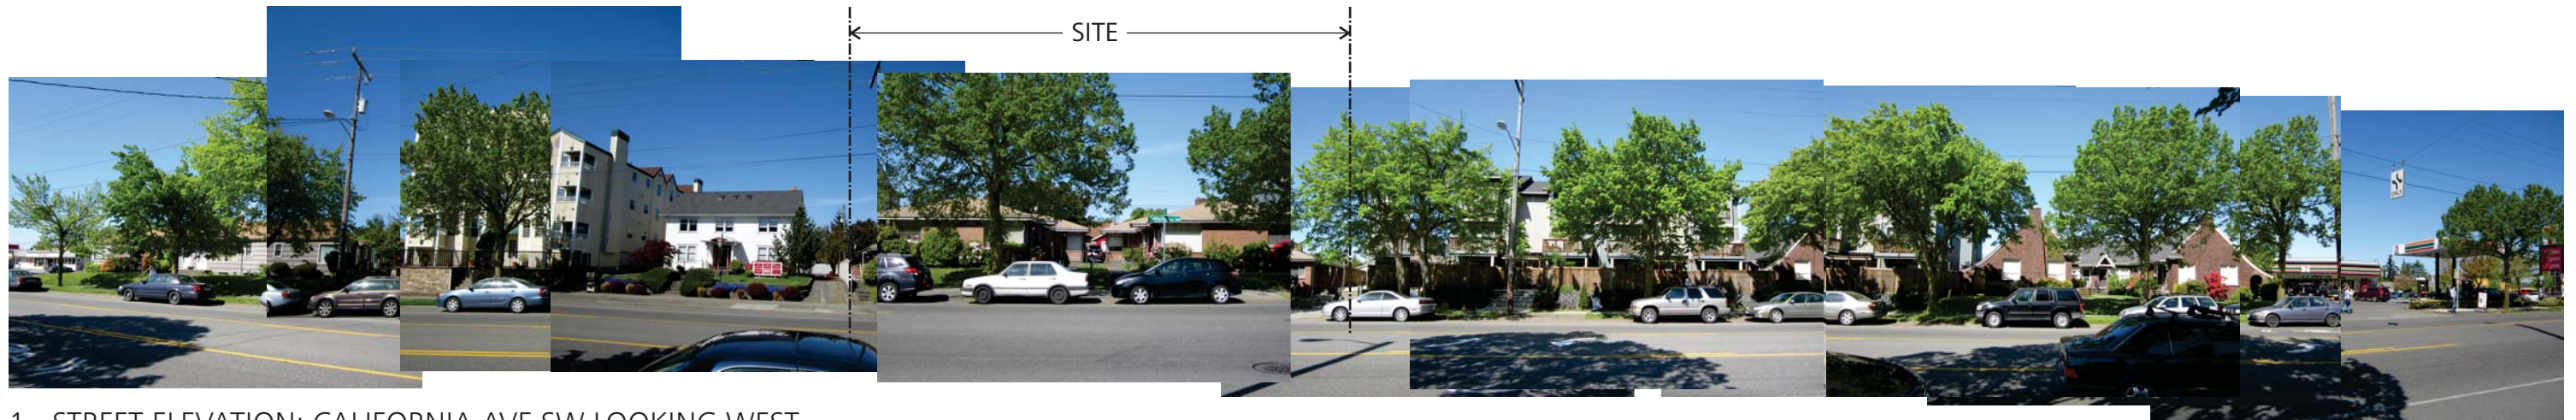 SITE
1 STREET ELEVATION: CALIFORNIA AVE SW LOOKING WEST